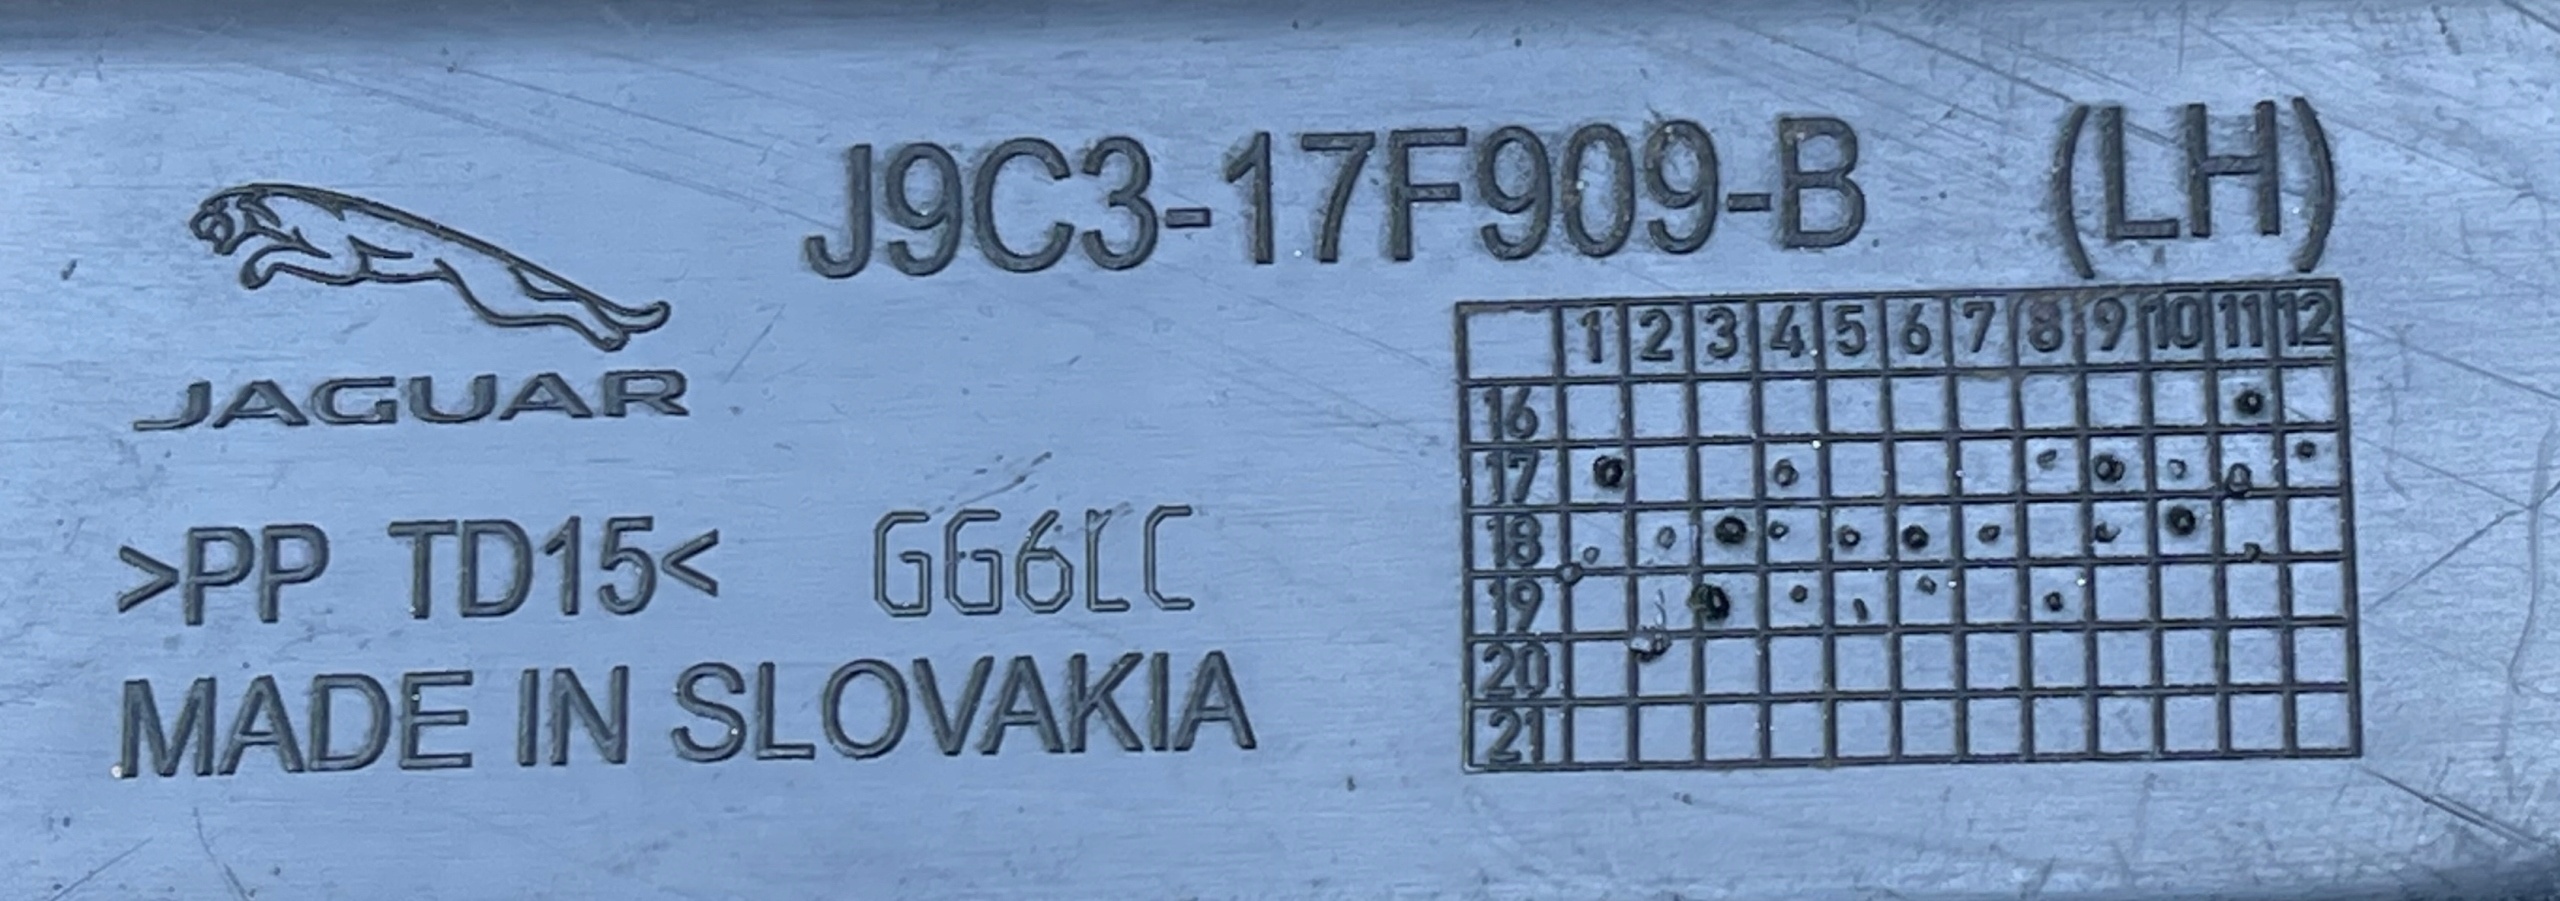 J9C3-17F909-B (LH)
JAGUAR
>PP TD15< GG6LC
MADE IN SLOVAKIA
1 2 3 4 5 6 7 8 9 10 11 12
16
17
18
19
20
21